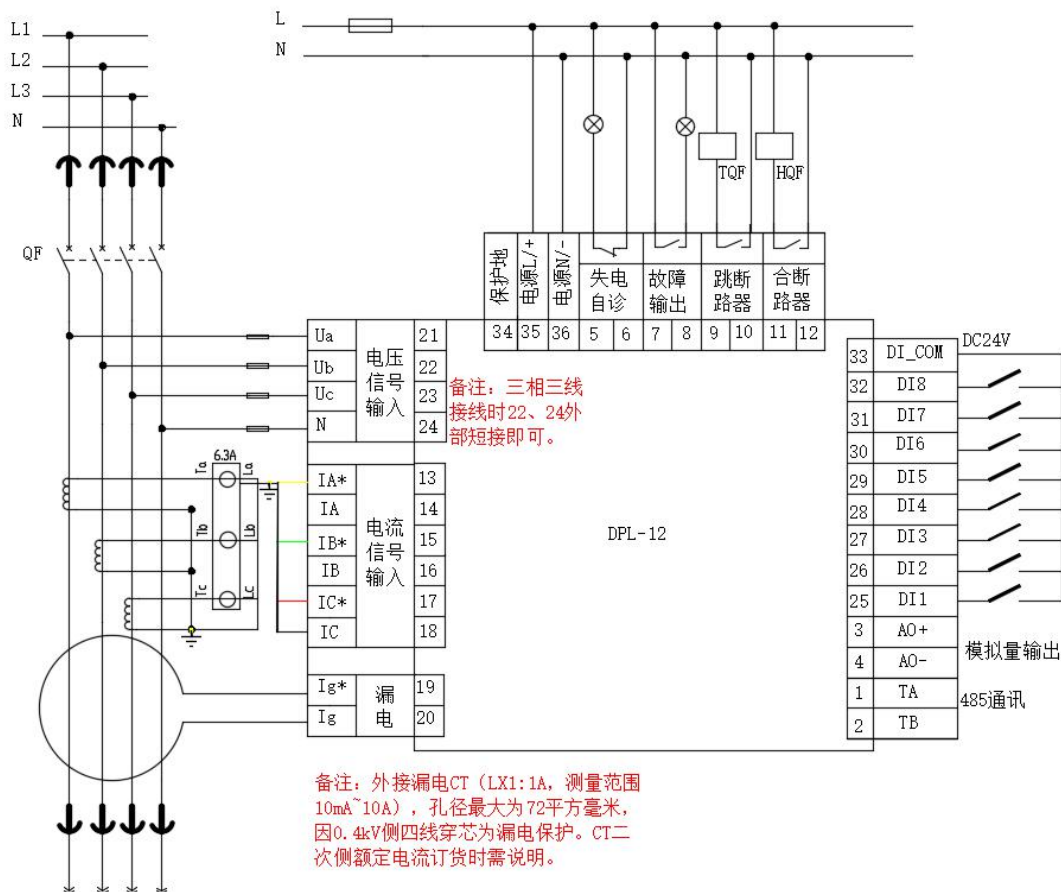 L1
L2
L3
N
L
N
TQF
HQF
QF
保护地
电源L/+
电源N/-
失电
自诊
故障
输出
跳断
路器
合断
路器
34 35 36 5 6 7 8 9 10 11 12
Ua 21
Ub 22
Uc 23
N 24
电压
信号
输入
备注：三相三线
接线时22、24外
部短接即可。
6.3A
Ta La
Tb Lb
Tc Lc
IA* 13
IA 14
IB* 15
IB 16
IC* 17
IC 18
电流
信号
输入
Ig* 19
Ig 20
漏
电
DPL-12
33 DI_COM DC24V
32 DI8
31 DI7
30 DI6
29 DI5
28 DI4
27 DI3
26 DI2
25 DI1
3 AO+
4 AO-
模拟量输出
1 TA
2 TB
485通讯
备注：外接漏电CT（LX1:1A，测量范围
10mA~10A），孔径最大为72平方毫米，
因0.4kV侧四线穿芯为漏电保护。CT二
次侧额定电流订货时需说明。